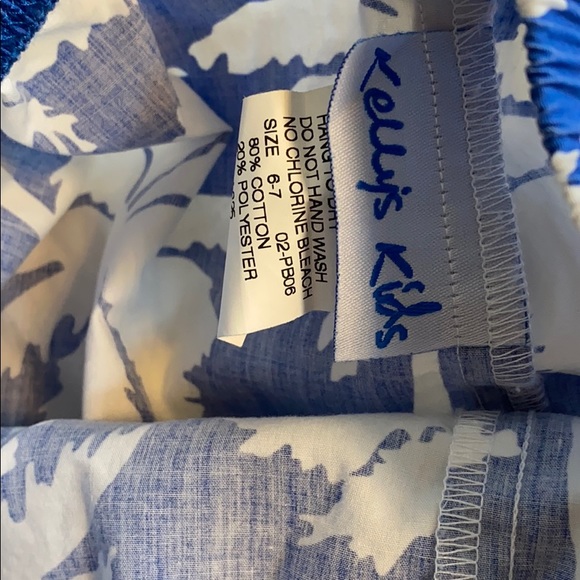 Kelly's Kids
HANG TO DRY
DO NOT HAND WASH
NO CHLORINE BLEACH
SIZE 6-7 02-PB06
80% COTTON
20% POLYESTER